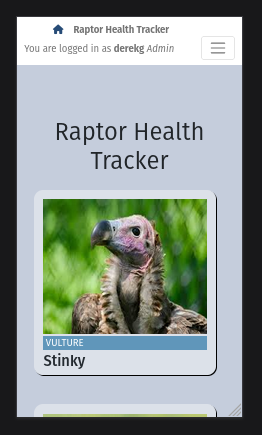 Raptor Health Tracker
You are logged in as derekg Admin
Raptor Health
Tracker
VULTURE
Stinky